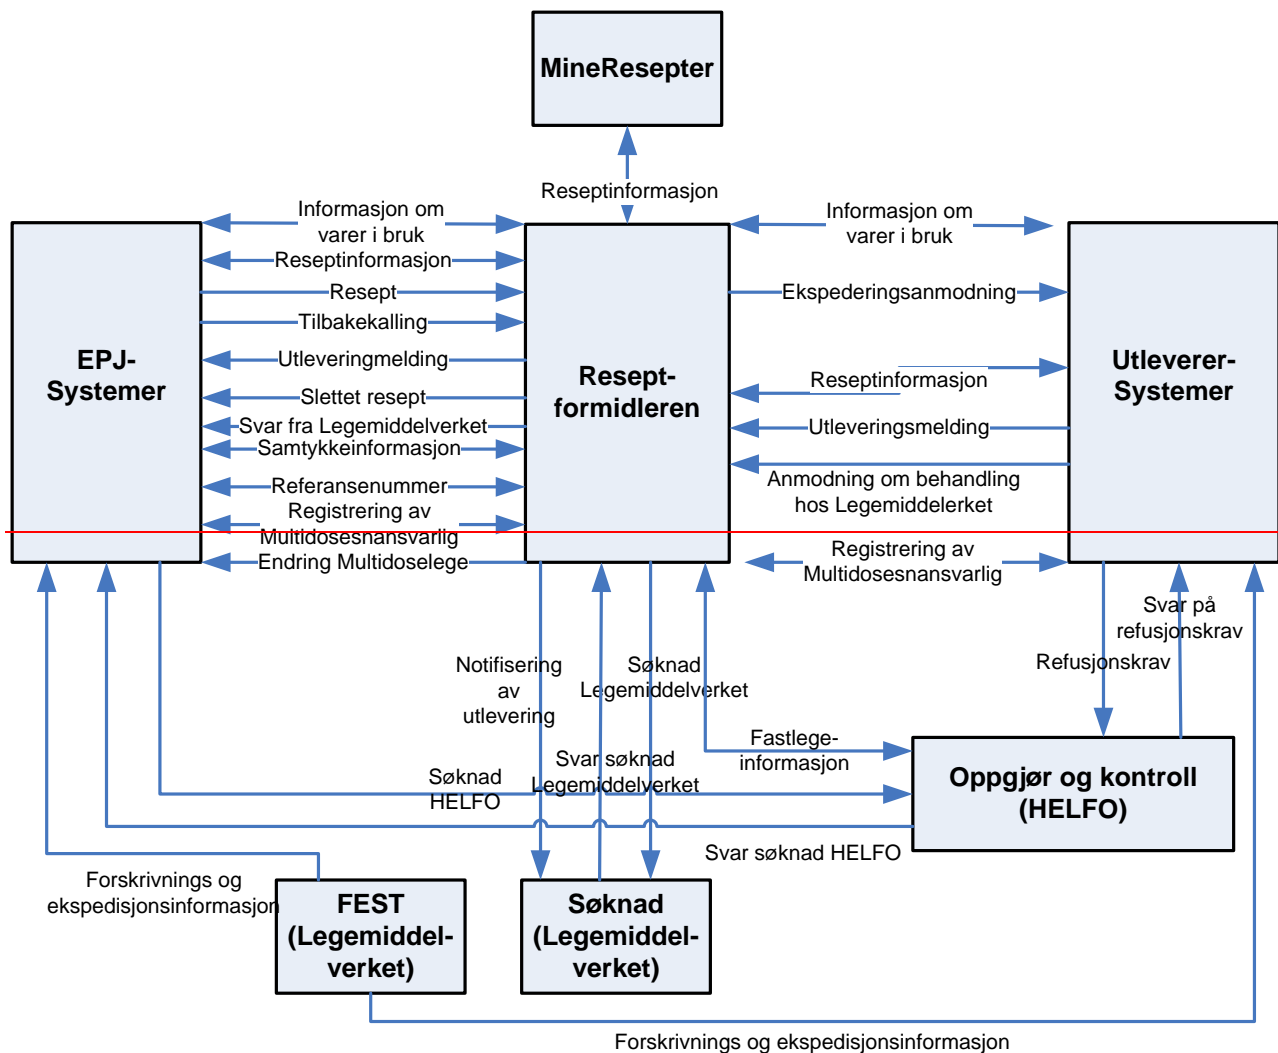 MineResepter
Reseptinformasjon
Informasjon om
varer i bruk
Reseptinformasjon
Resept
Tilbakekalling
Utleveringmelding
Slettet resept
Svar fra Legemiddelverket
Samtykkeinformasjon
Referansenummer
Registrering av
Multidosesnansvarlig
Endring Multidoselege
EPJ-
Systemer
Resept-
formidleren
Informasjon om
varer i bruk
Ekspederingsanmodning
Reseptinformasjon
Utleveringsmelding
Anmodning om behandling
hos Legemiddelerket
Registrering av
Multidosesnansvarlig
Utleverer-
Systemer
Svar på
refusjonskrav
Refusjonskrav
Notifisering
av
utlevering
Søknad
Legemiddelverket
Svar søknad
Legemiddelverket
Fastlege-
informasjon
Søknad
HELFO
Oppgjør og kontroll
(HELFO)
Svar søknad HELFO
Forskrivnings og
ekspedisjonsinformasjon
FEST
(Legemiddel-
verket)
Søknad
(Legemiddel-
verket)
Forskrivnings og ekspedisjonsinformasjon